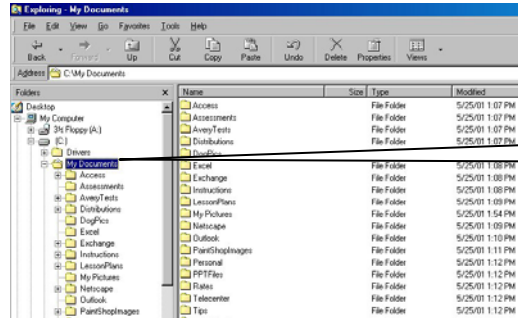 Exploring - My Documents
File Edit View Go Favorites Tools Help
Back Forward Up Cut Copy Paste Undo Delete Properties Views
Address C:\My Documents
Folders x Name Size Type Modified
Desktop
My Computer
3½ Floppy (A:)
(C:)
Drivers
My Documents
Access
Assessments
AveryTests
Distributions
DogPics
Excel
Exchange
Instructions
LessonPlans
My Pictures
Netscape
Outlook
PaintShopImages
Access File Folder 5/25/01 1:07 PM
Assessments File Folder 5/25/01 1:07 PM
AveryTests File Folder 5/25/01 1:07 PM
Distributions File Folder 5/25/01 1:07 PM
DogPics
Excel File Folder 5/25/01 1:08 PM
Exchange File Folder 5/25/01 1:08 PM
Instructions File Folder 5/25/01 1:08 PM
LessonPlans File Folder 5/25/01 1:09 PM
My Pictures File Folder 5/25/01 1:54 PM
Netscape File Folder 5/25/01 1:09 PM
Outlook File Folder 5/25/01 1:10 PM
PaintShopImages File Folder 5/25/01 1:11 PM
Personal File Folder 5/25/01 1:12 PM
PPTFiles File Folder 5/25/01 1:12 PM
Rates File Folder 5/25/01 1:12 PM
Telecenter File Folder 5/25/01 1:12 PM
Tips File Folder 5/25/01 1:12 PM